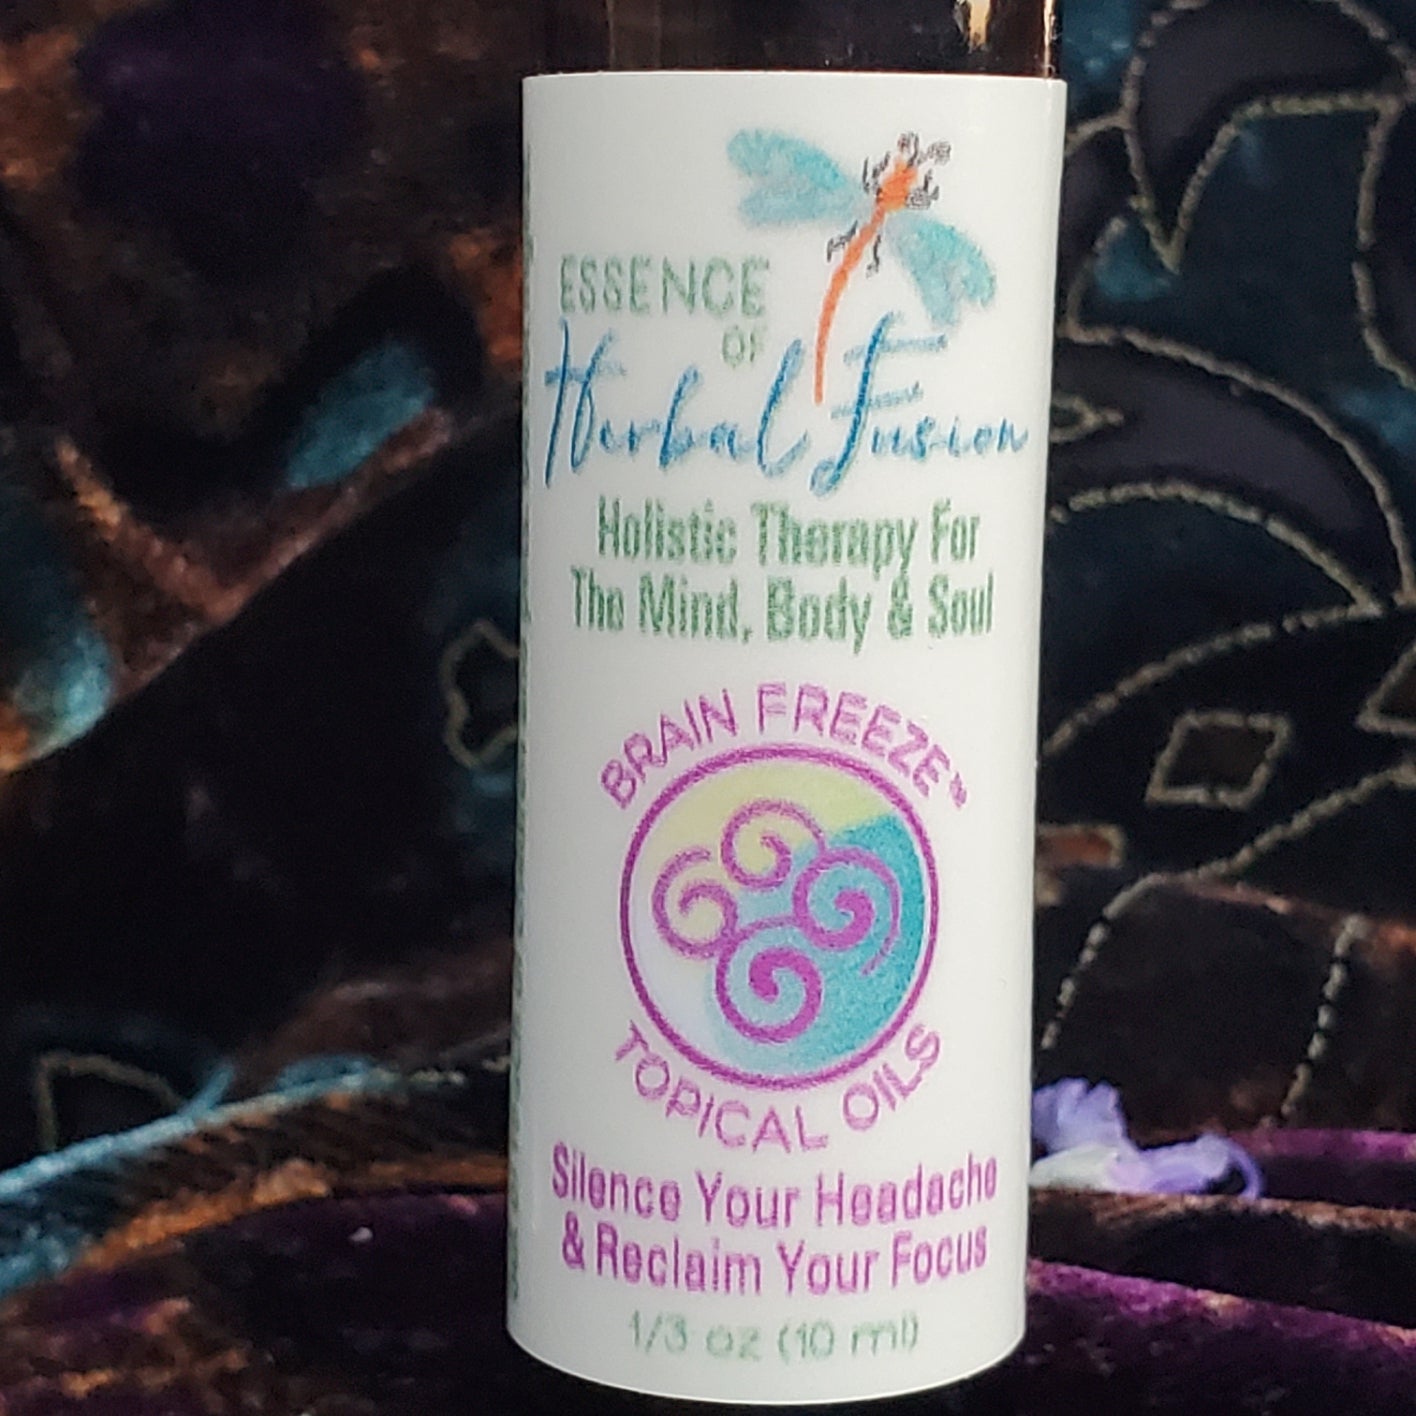 ESSENCE
OF
Herbal Fusion
Holistic Therapy For
The Mind, Body & Soul
BRAIN FREEZE™
TOPICAL OILS
Silence Your Headache
& Reclaim Your Focus
1/3 oz (10 ml)